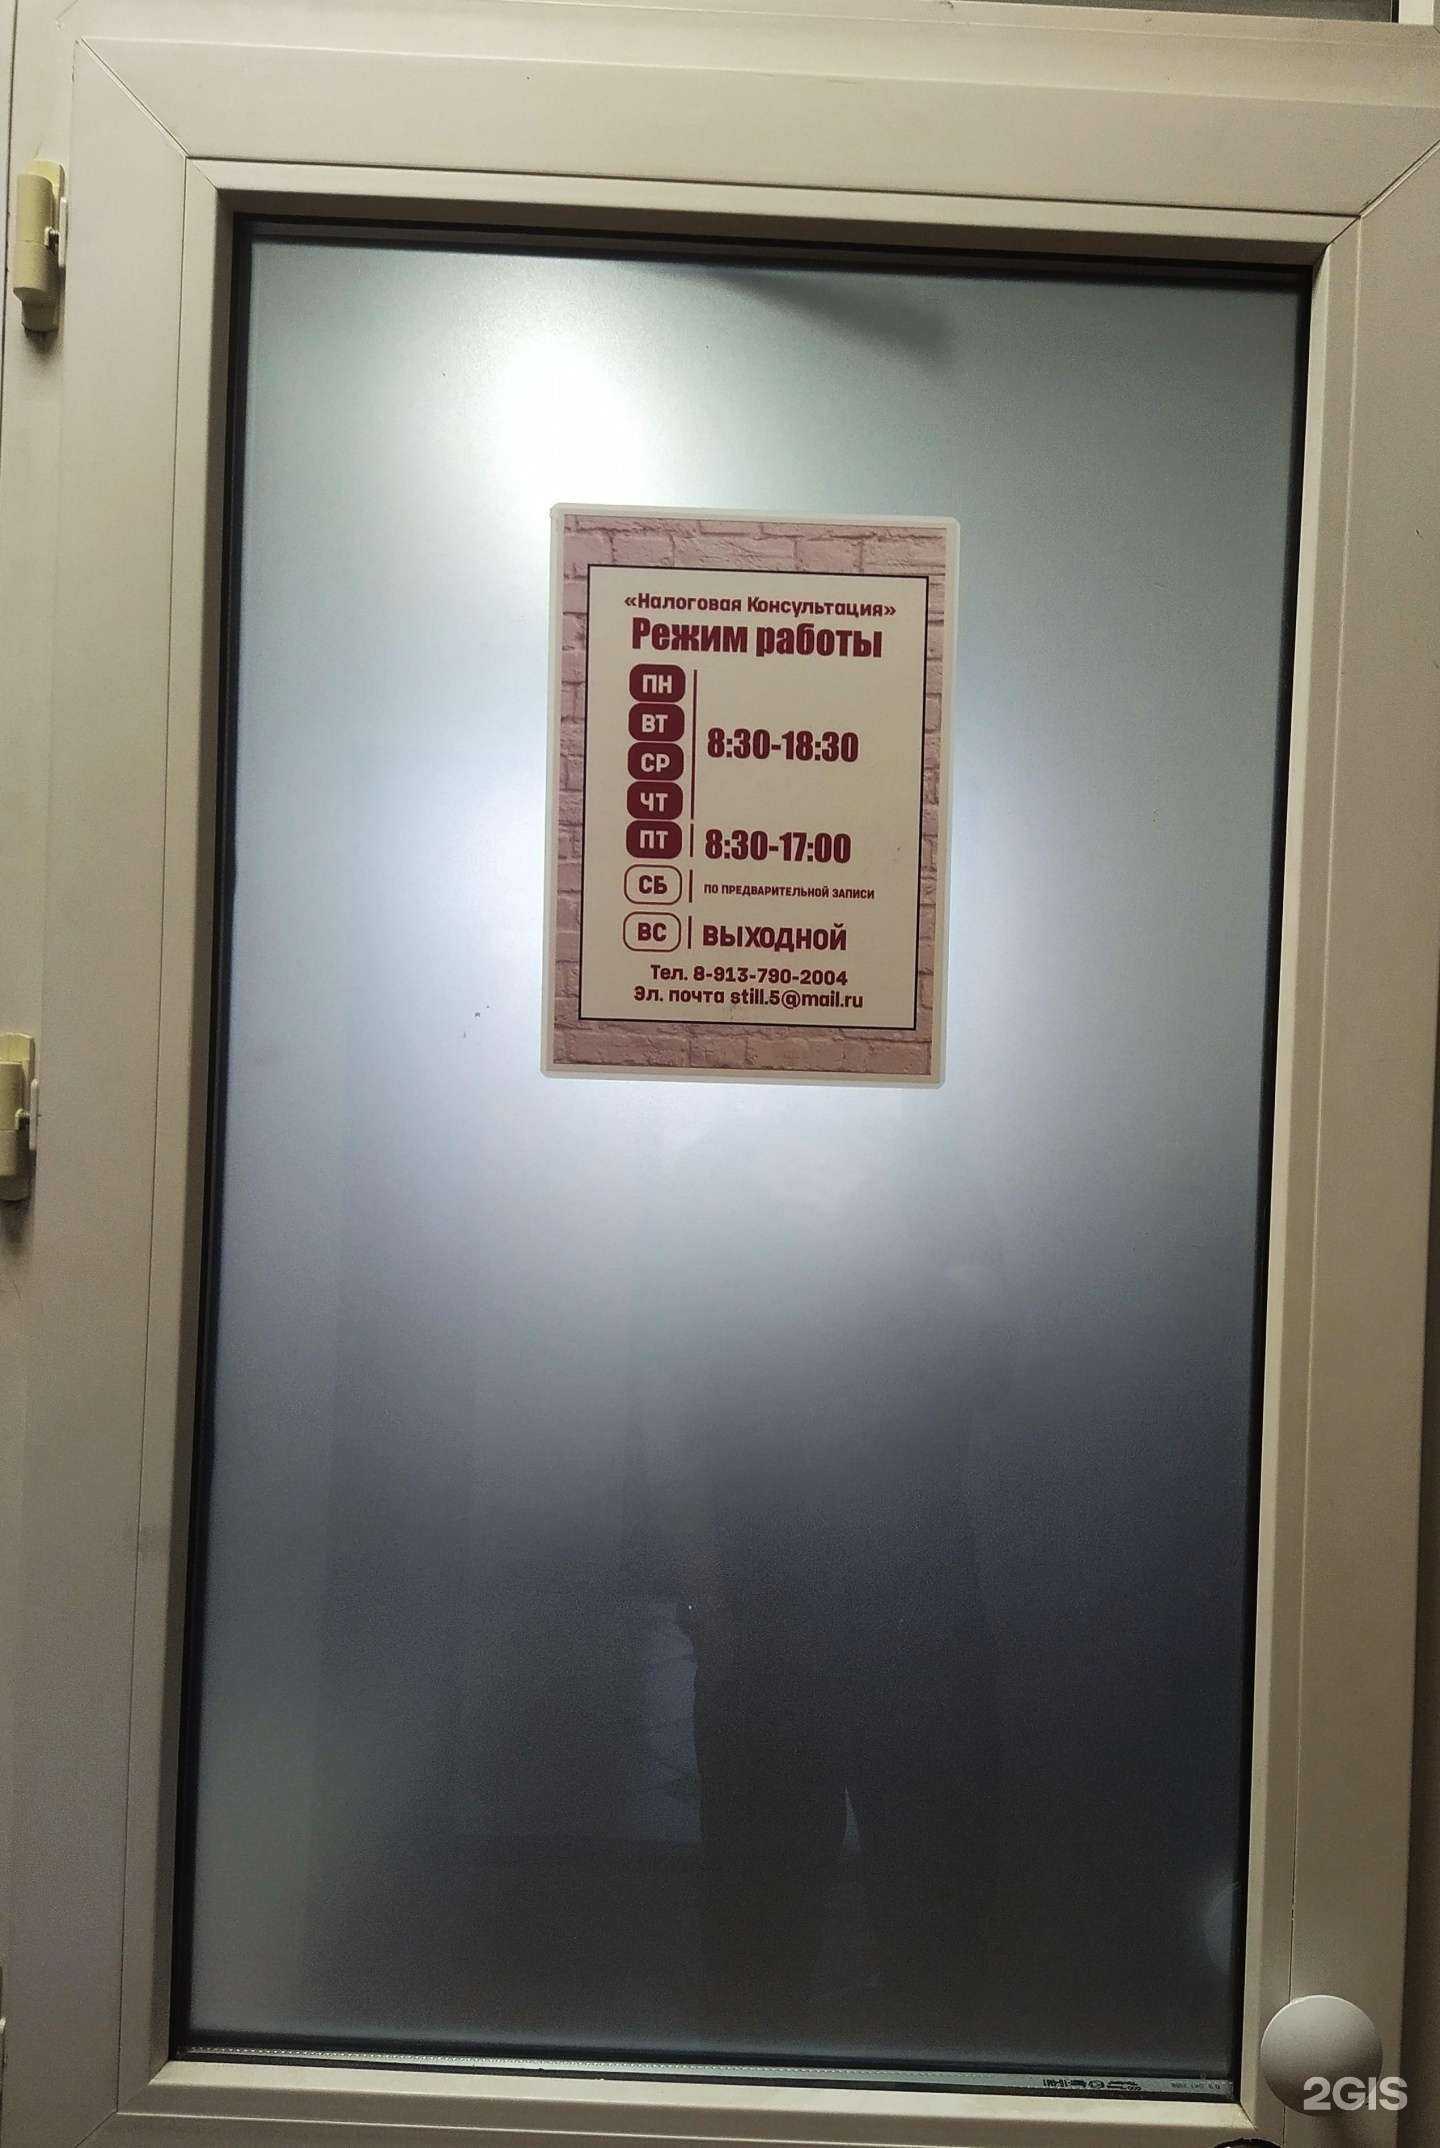 «Налоговая Консультация»
Режим работы
ПН
ВТ
СР
ЧТ
8:30-18:30
ПТ 8:30-17:00
СБ ПО ПРЕДВАРИТЕЛЬНОЙ ЗАПИСИ
ВС ВЫХОДНОЙ
Тел. 8-913-790-2004
Эл. почта still.5@mail.ru
2GIS